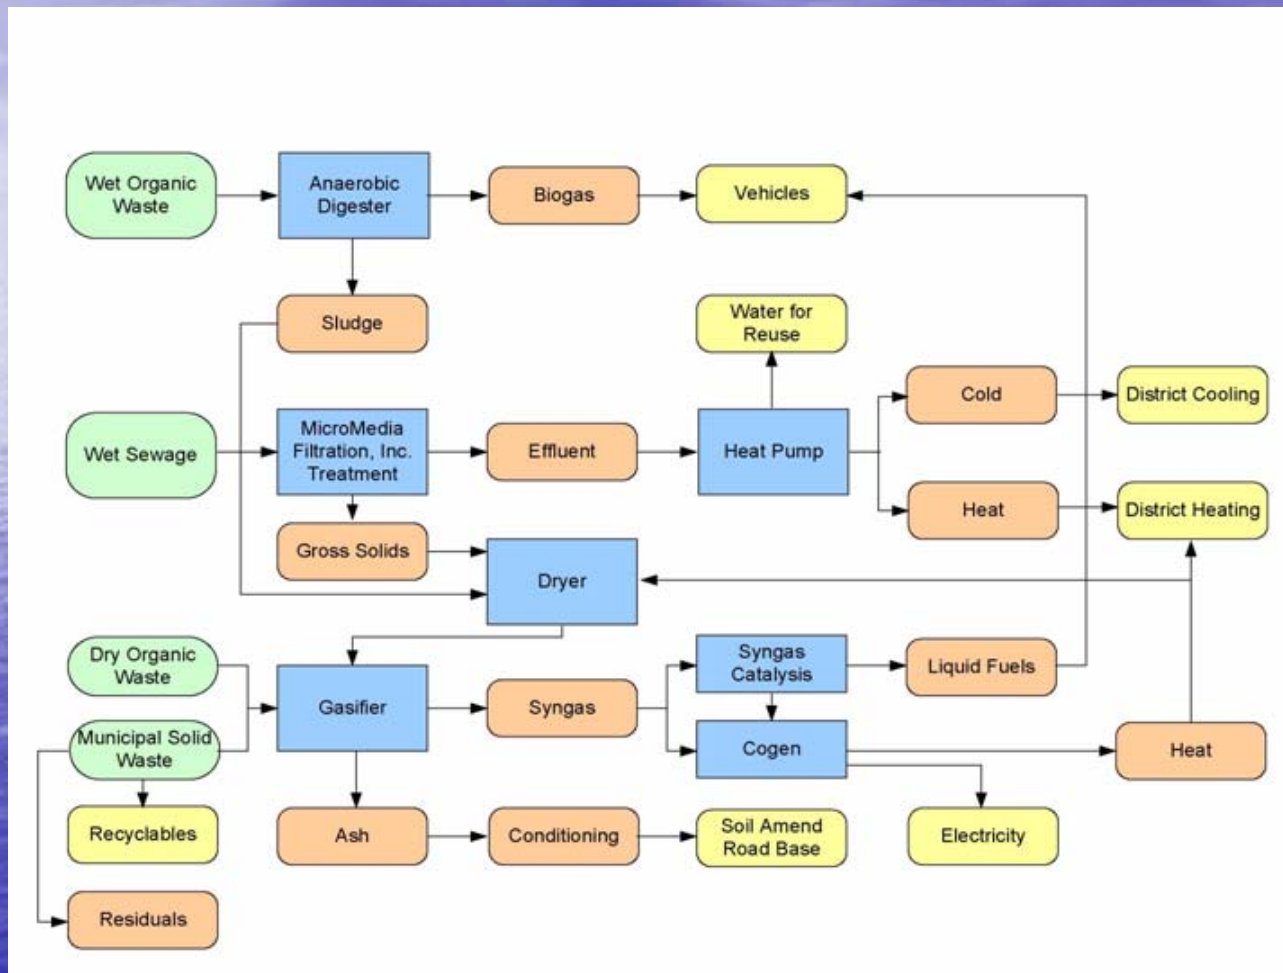 Wet Organic
Waste
Anaerobic
Digester
Biogas
Vehicles
Sludge
Water for
Reuse
Cold
District Cooling
Wet Sewage
MicroMedia
Filtration, Inc.
Treatment
Effluent
Heat Pump
Heat
District Heating
Gross Solids
Dryer
Dry Organic
Waste
Gasifier
Syngas
Syngas
Catalysis
Liquid Fuels
Municipal Solid
Waste
Cogen
Heat
Recyclables
Ash
Conditioning
Soil Amend
Road Base
Electricity
Residuals